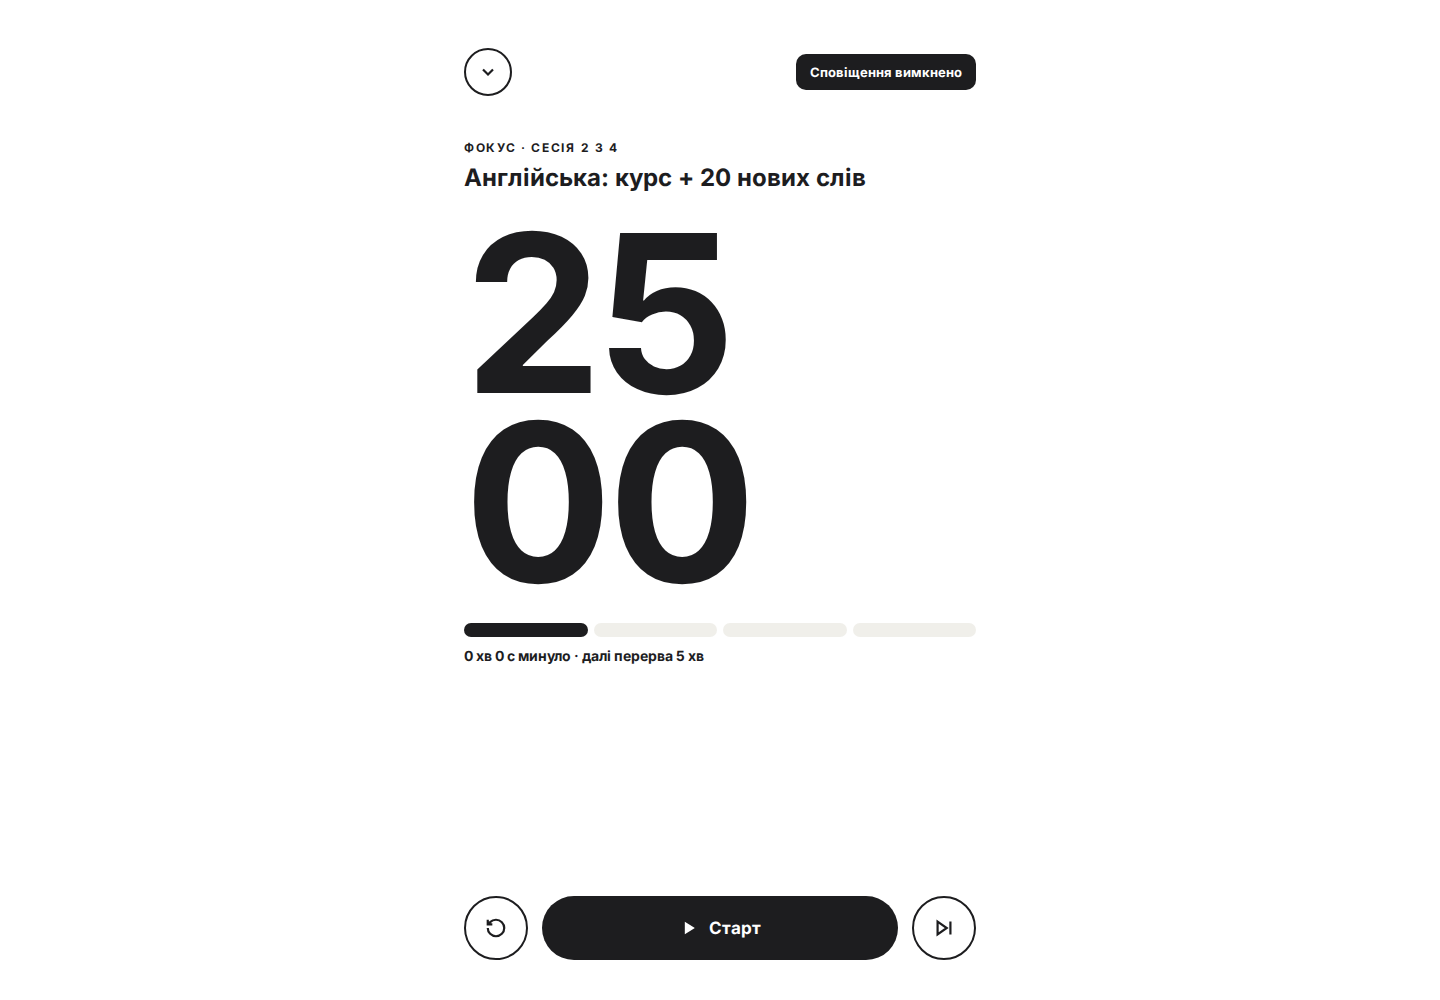 Сповіщення вимкнено
ФОКУС · СЕСІЯ 2 З 4
Англійська: курс + 20 нових слів
25
00
0 хв 0 с минуло · далі перерва 5 хв
Старт